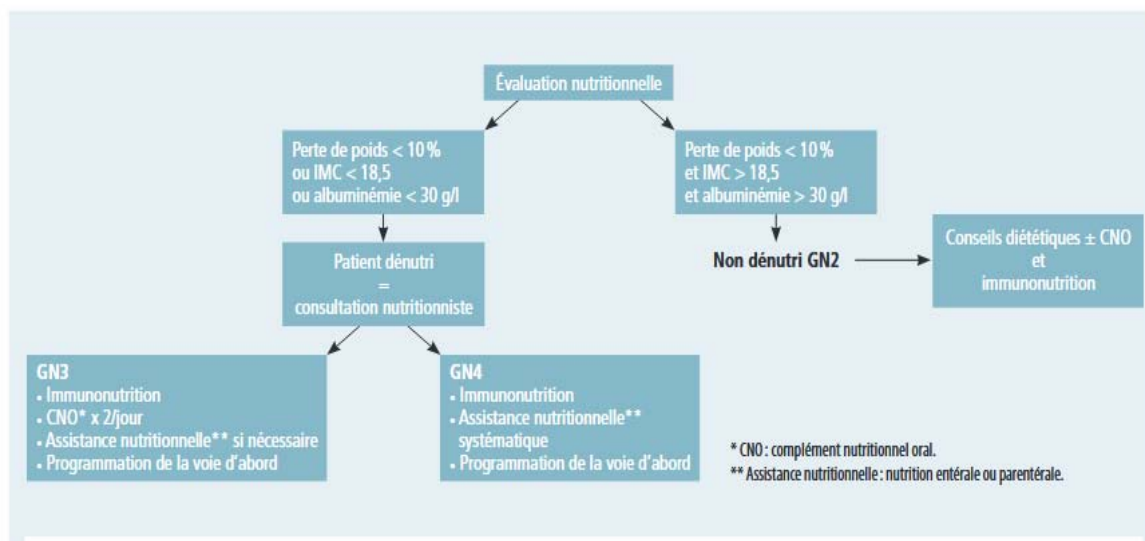 Évaluation nutritionnelle
Perte de poids < 10 %
ou IMC < 18,5
ou albuminémie < 30 g/l
Perte de poids < 10 %
et IMC > 18,5
et albuminémie > 30 g/l
Patient dénutri
=
consultation nutritionniste
Non dénutri GN2
Conseils diététiques ± CNO
et
immunonutrition
GN3
• Immunonutrition
• CNO* x 2/jour
• Assistance nutritionnelle** si nécessaire
• Programmation de la voie d'abord
GN4
• Immunonutrition
• Assistance nutritionnelle**
systématique
• Programmation de la voie d'abord
* CNO : complément nutritionnel oral.
** Assistance nutritionnelle : nutrition entérale ou parentérale.